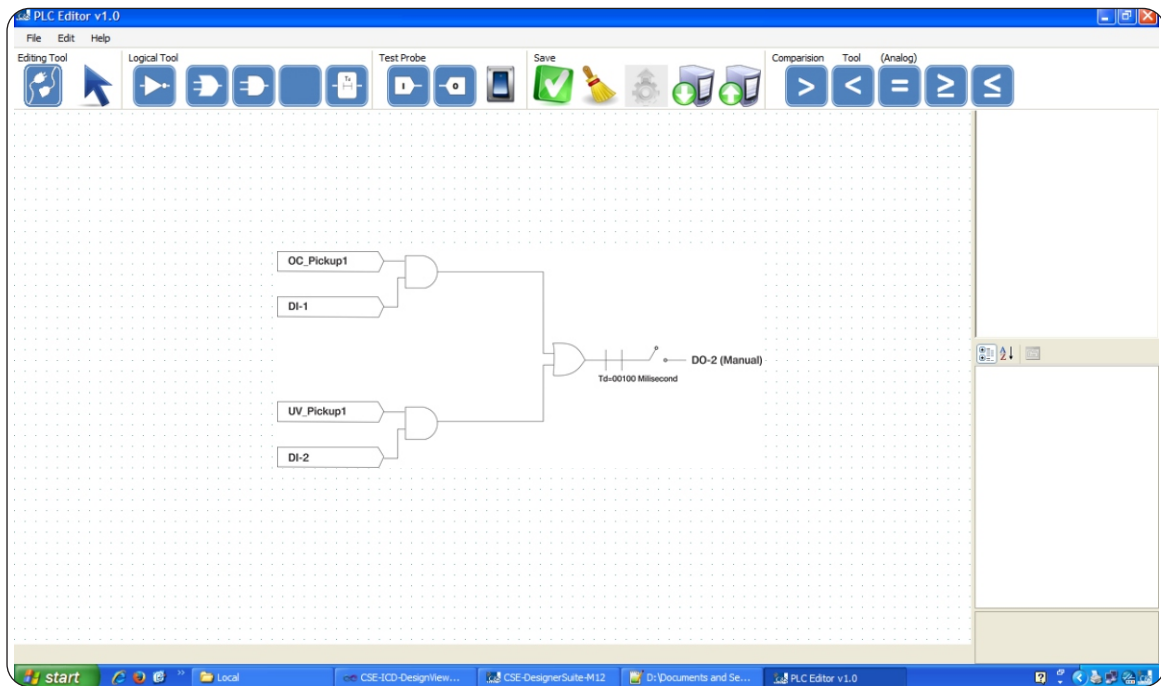 PLC Editor v1.0
File Edit Help
Editing Tool Logical Tool Test Probe Save Comparision Tool (Analog)
Td I O > < = ≥ ≤
OC_Pickup1
DI-1
DO-2 (Manual)
Td=00100 Milisecond
UV_Pickup1
DI-2
start Local CSE-ICD-DesignView... CSE-DesignerSuite-M12 D:\Documents and Se... PLC Editor v1.0